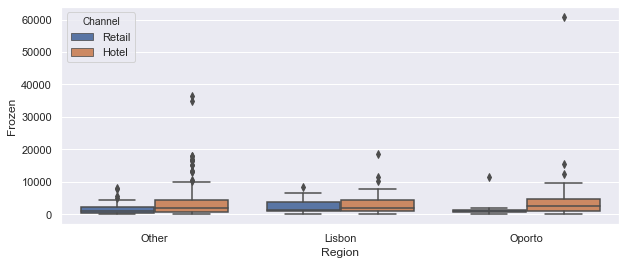 Channel
Retail
Hotel
60000
50000
40000
30000
20000
10000
0
Frozen
Other
Lisbon
Oporto
Region